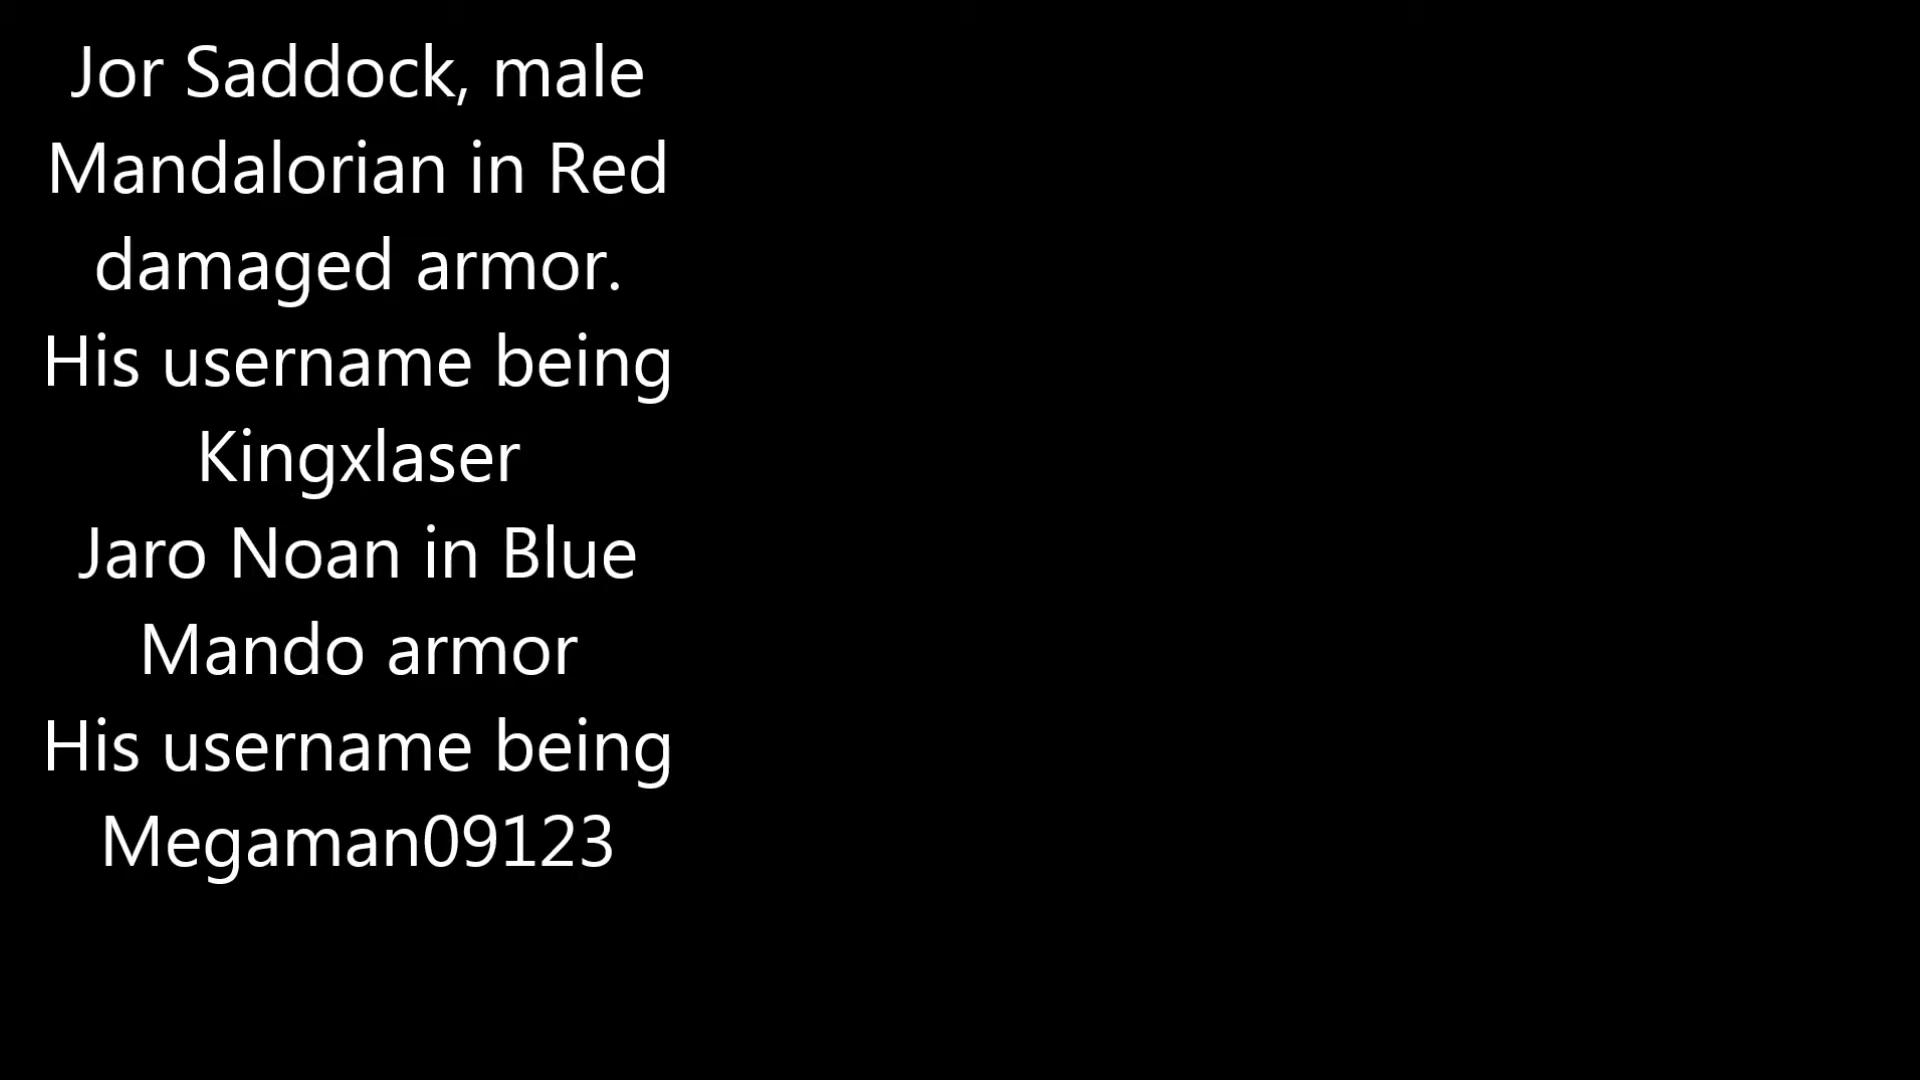 Jor Saddock, male
Mandalorian in Red
damaged armor.
His username being
Kingxlaser
Jaro Noan in Blue
Mando armor
His username being
Megaman09123